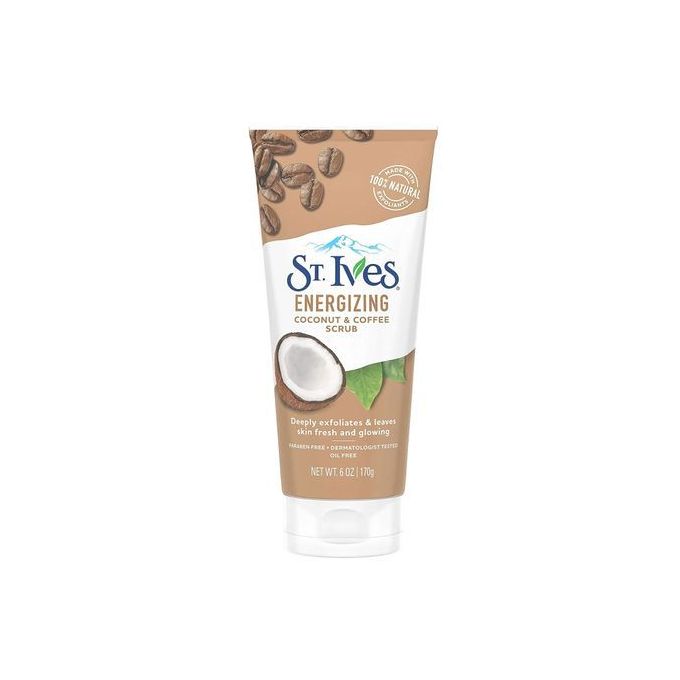 MADE WITH
100% NATURAL
EXFOLIANTS
ST. IVES®
ENERGIZING
COCONUT & COFFEE
SCRUB
Deeply exfoliates & leaves
skin fresh and glowing
PARABEN FREE • DERMATOLOGIST TESTED
OIL FREE
NET WT. 6 OZ | 170g